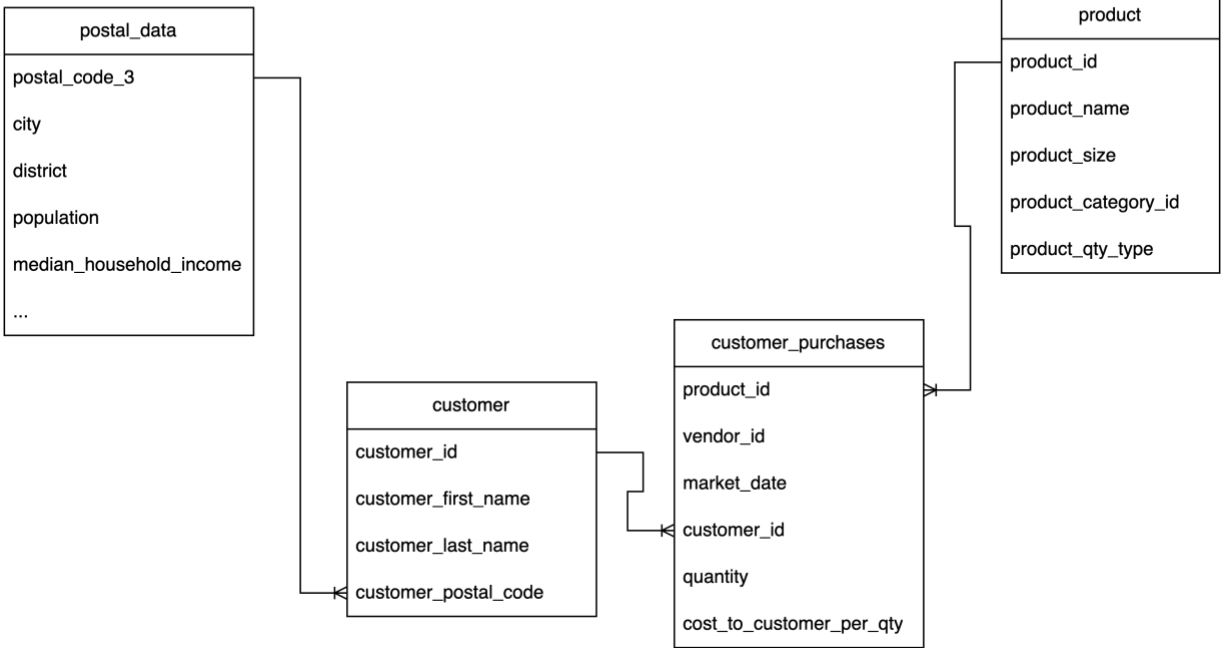 postal_data
postal_code_3
city
district
population
median_household_income
...
customer
customer_id
customer_first_name
customer_last_name
customer_postal_code
customer_purchases
product_id
vendor_id
market_date
customer_id
quantity
cost_to_customer_per_qty
product
product_id
product_name
product_size
product_category_id
product_qty_type